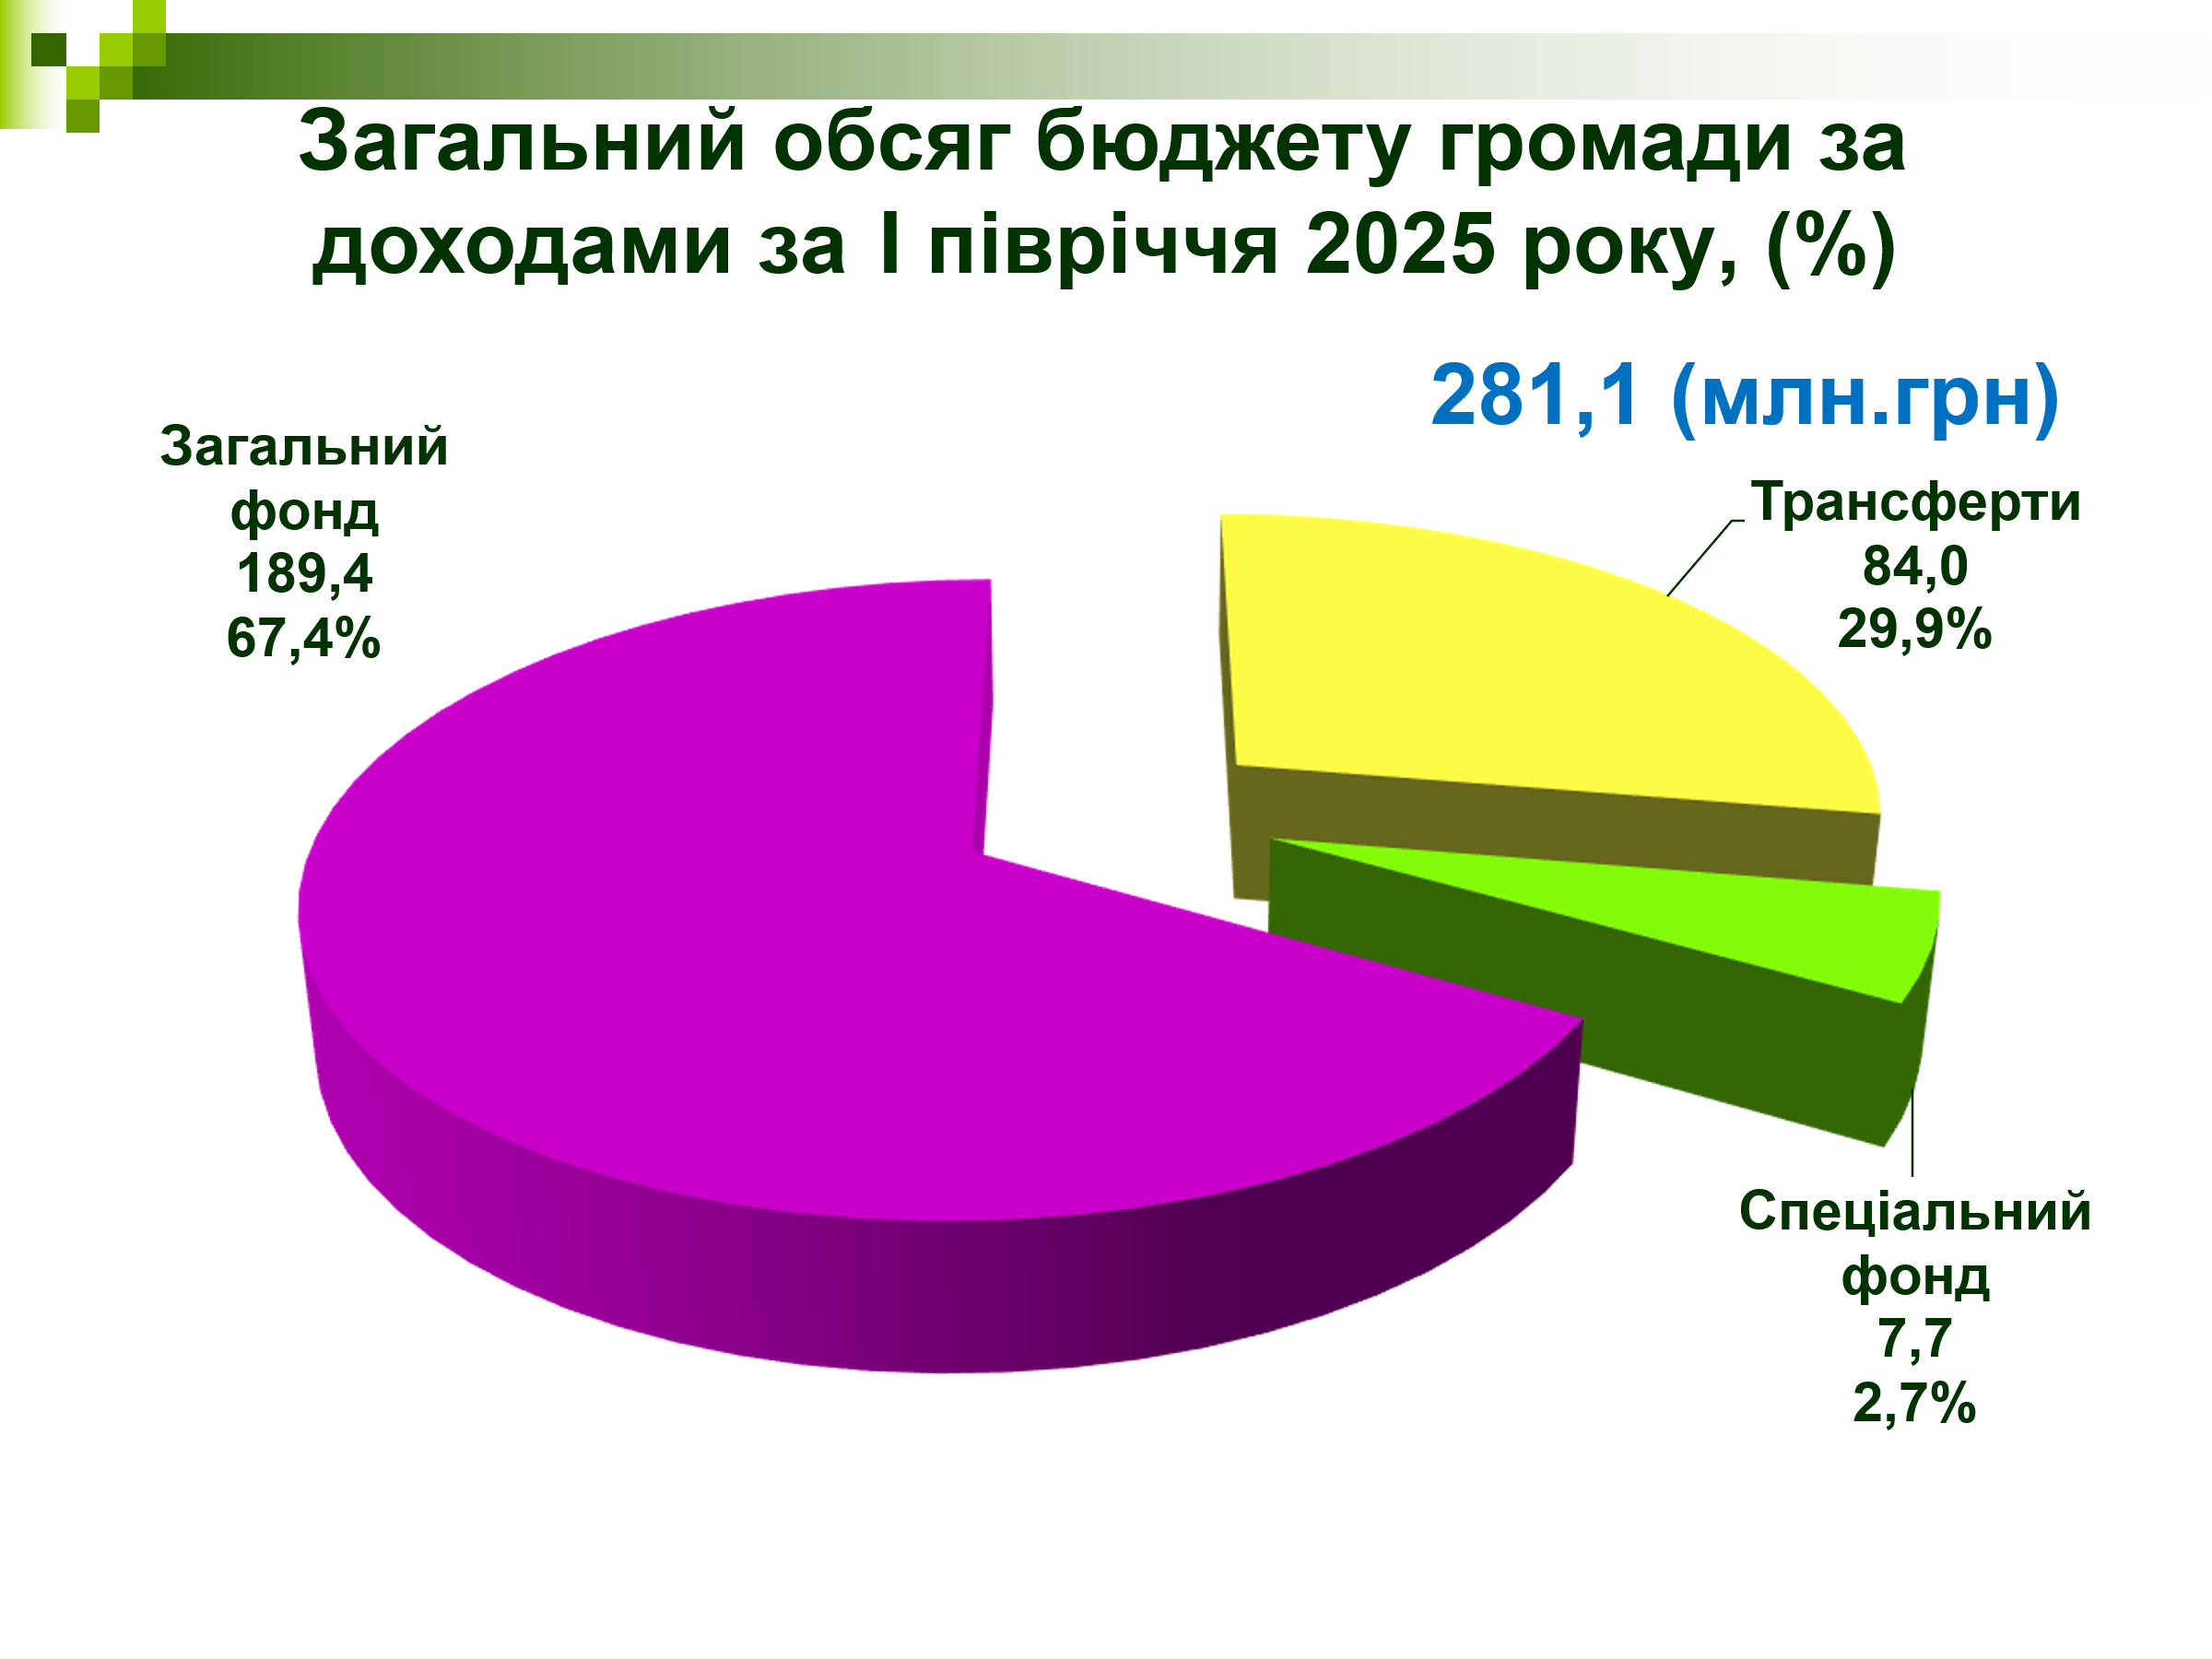 Загальний обсяг бюджету громади за
доходами за І півріччя 2025 року, (%)
281,1 (млн.грн)
Загальний
фонд
189,4
67,4%
Трансферти
84,0
29,9%
Спеціальний
фонд
7,7
2,7%